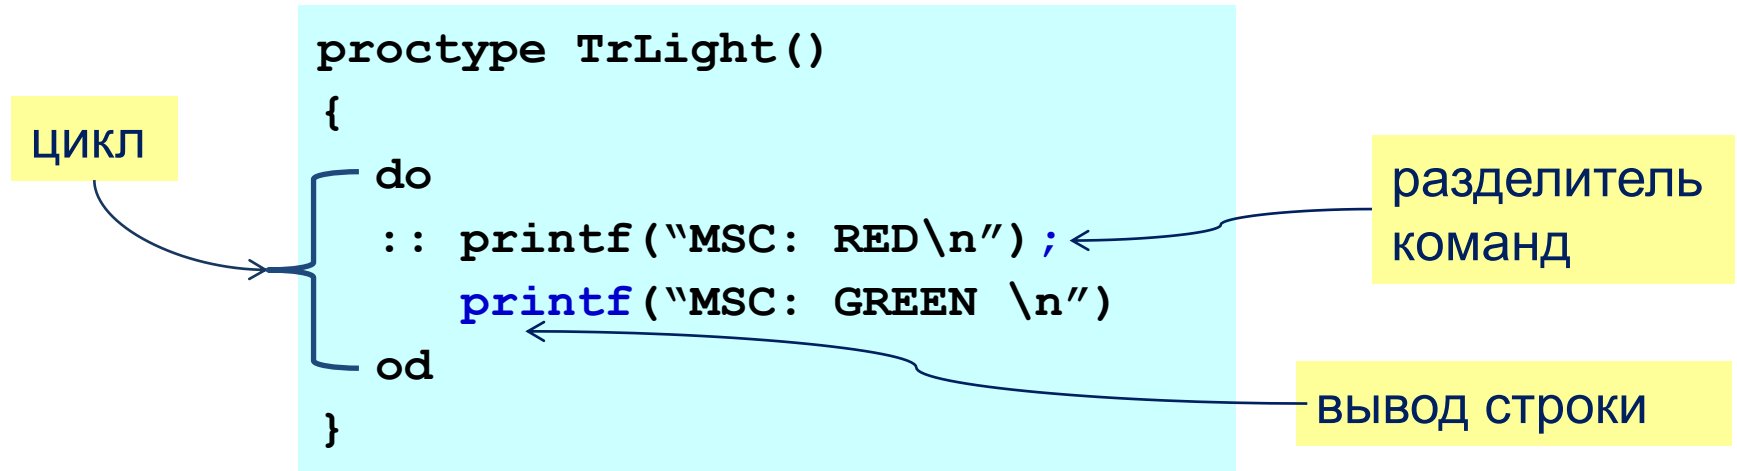 proctype TrLight()
{
цикл
do
разделитель
:: printf(“MSC: RED\n”);
команд
printf(“MSC: GREEN \n”)
od
вывод строки
}